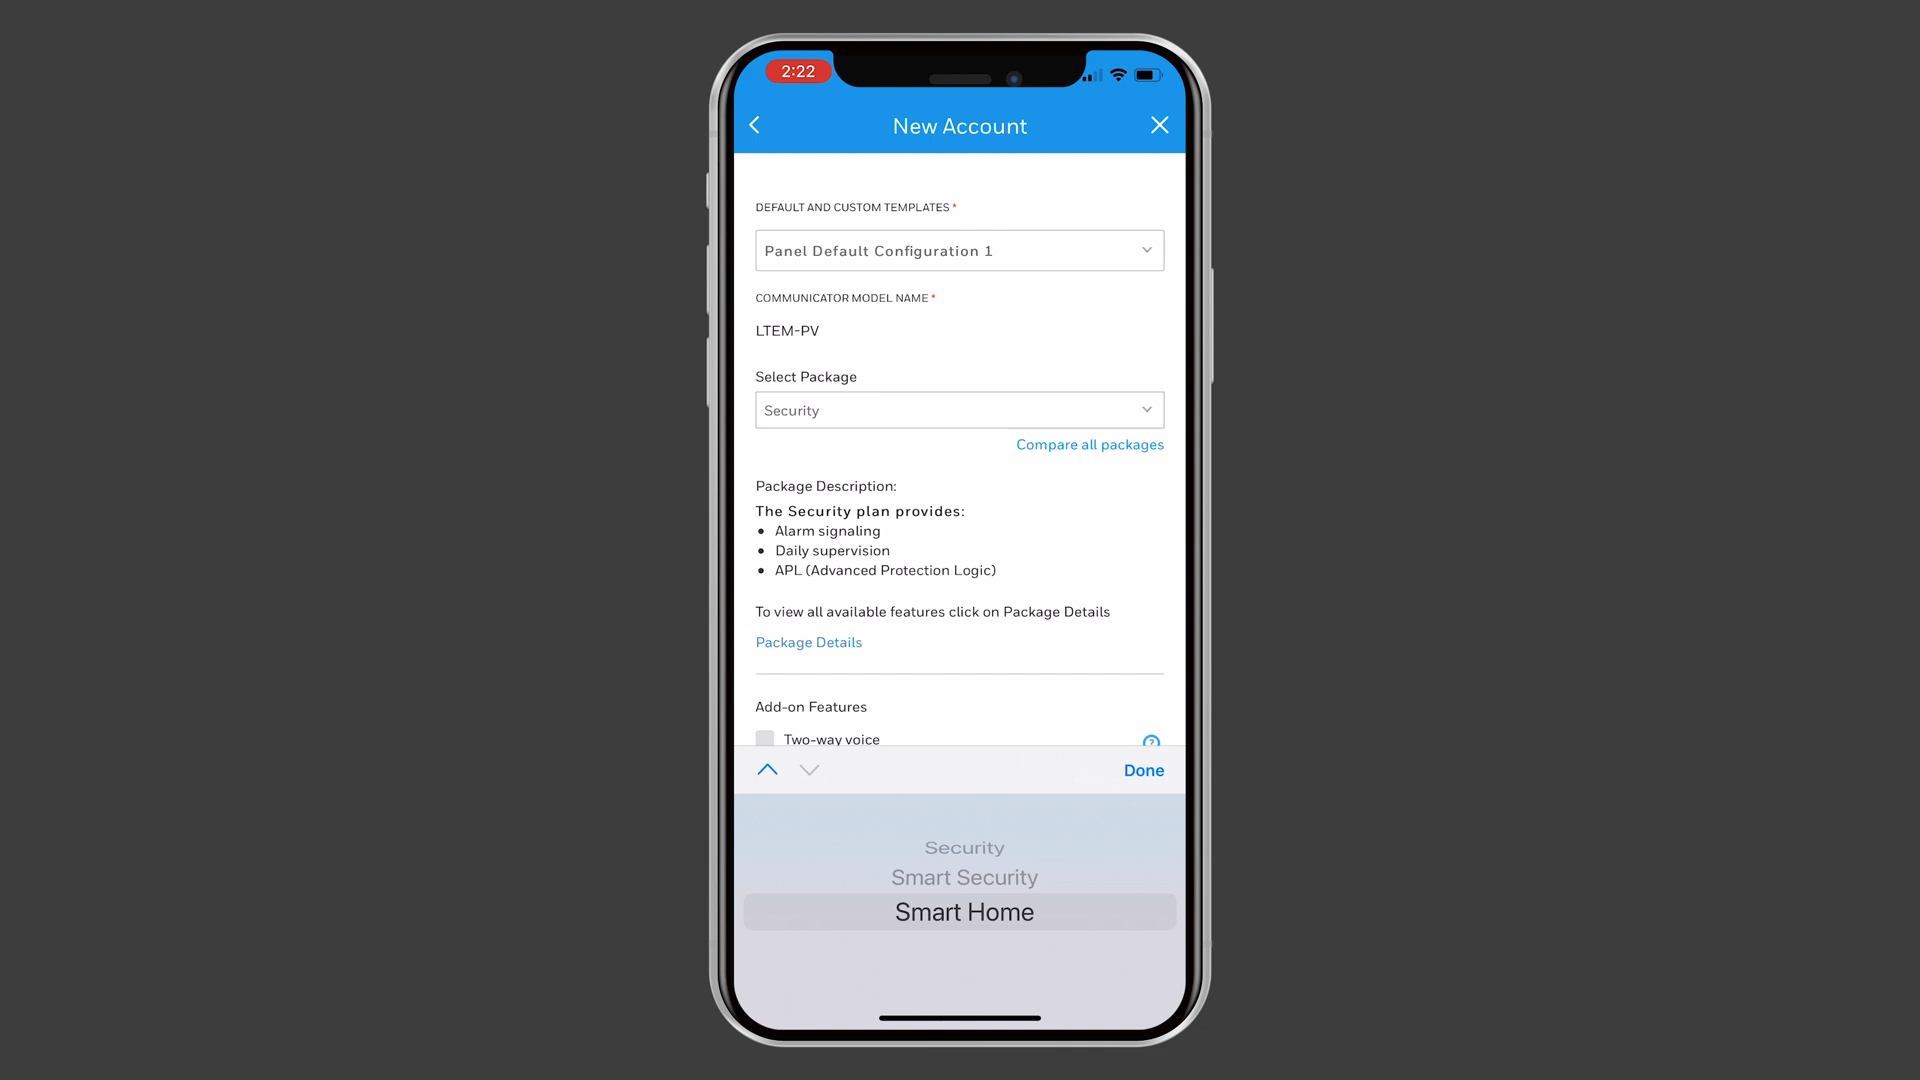 2:22
New Account
DEFAULT AND CUSTOM TEMPLATES *
Panel Default Configuration 1
COMMUNICATOR MODEL NAME *
LTEM-PV
Select Package
Security
Compare all packages
Package Description:
The Security plan provides:
• Alarm signaling
• Daily supervision
• APL (Advanced Protection Logic)
To view all available features click on Package Details
Package Details
Add-on Features
Two-way voice ?
Done
Security
Smart Security
Smart Home